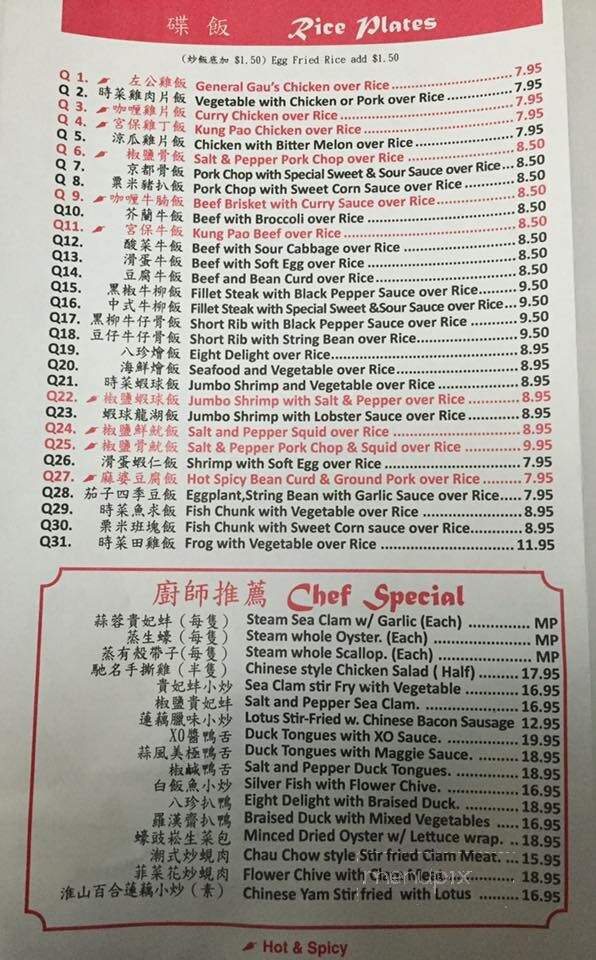 碟飯 Rice Plates
(炒飯底加 $1.50) Egg Fried Rice add $1.50
Q 1. 左公雞飯 General Gau's Chicken over Rice 7.95
Q 2. 時菜雞肉片飯 Vegetable with Chicken or Pork over Rice 7.95
Q 3. 咖喱雞片飯 Curry Chicken over Rice 7.95
Q 4. 宮保雞丁飯 Kung Pao Chicken over Rice 7.95
Q 5. 涼瓜雞片飯 Chicken with Bitter Melon over Rice 7.95
Q 6. 椒鹽骨飯 Salt & Pepper Pork Chop over Rice 8.50
Q 7. 京都骨飯 Pork Chop with Special Sweet & Sour Sauce over Rice 8.50
Q 8. 粟米豬扒飯 Pork Chop with Sweet Corn Sauce over Rice 8.50
Q 9. 咖喱牛腩飯 Beef Brisket with Curry Sauce over Rice 8.50
Q10. 芥蘭牛飯 Beef with Broccoli over Rice 8.50
Q11. 宮保牛飯 Kung Pao Beef over Rice 8.50
Q12. 酸菜牛飯 Beef with Sour Cabbage over Rice 8.50
Q13. 滑蛋牛飯 Beef with Soft Egg over Rice 8.50
Q14. 豆腐牛飯 Beef and Bean Curd over Rice 8.50
Q15. 黑椒牛柳飯 Fillet Steak with Black Pepper Sauce over Rice 9.50
Q16. 中式牛柳飯 Fillet Steak with Special Sweet &Sour Sauce over Rice 9.50
Q17. 黑柳牛仔骨飯 Short Rib with Black Pepper Sauce over Rice 9.50
Q18. 豆仔牛仔骨飯 Short Rib with String Bean over Rice 9.50
Q19. 八珍燴飯 Eight Delight over Rice 8.95
Q20. 海鮮燴飯 Seafood and Vegetable over Rice 8.95
Q21. 時菜蝦球飯 Jumbo Shrimp and Vegetable over Rice 8.95
Q22. 椒鹽蝦球飯 Jumbo Shrimp with Salt & Pepper over Rice 8.95
Q23. 蝦球龍湖飯 Jumbo Shrimp with Lobster Sauce over Rice 8.95
Q24. 椒鹽鮮魷飯 Salt and Pepper Squid over Rice 8.95
Q25. 椒鹽骨魷飯 Salt & Pepper Pork Chop & Squid over Rice 9.95
Q26. 滑蛋蝦仁飯 Shrimp with Soft Egg over Rice 7.95
Q27. 麻婆豆腐飯 Hot Spicy Bean Curd & Ground Pork over Rice 7.95
Q28. 茄子四季豆飯 Eggplant,String Bean with Garlic Sauce over Rice 7.95
Q29. 時菜魚求飯 Fish Chunk with Vegetable over Rice 8.95
Q30. 粟米班塊飯 Fish Chunk with Sweet Corn sauce over Rice 8.95
Q31. 時菜田雞飯 Frog with Vegetable over Rice 11.95
廚師推薦 Chef Special
蒜蓉貴妃蚌（每隻） Steam Sea Clam w/ Garlic (Each) MP
蒸生蠔（每隻） Steam whole Oyster. (Each) MP
蒸有殼帶子(每隻) Steam whole Scallop. (Each) MP
馳名手撕雞（半隻） Chinese style Chicken Salad ( Half) 17.95
貴妃蚌小炒 Sea Clam stir Fry with Vegetable 16.95
椒鹽貴妃蚌 Salt and Pepper Sea Clam. 16.95
蓮藕臘味小炒 Lotus Stir-Fried w. Chinese Bacon Sausage 12.95
XO醬鴨舌 Duck Tongues with XO Sauce. 19.95
蒜風美極鴨舌 Duck Tongues with Maggie Sauce. 18.95
椒鹹鴨舌 Salt and Pepper Duck Tongues. 18.95
白飯魚小炒 Silver Fish with Flower Chive. 16.95
八珍扒鴨 Eight Delight with Braised Duck. 18.95
羅漢齋扒鴨 Braised Duck with Mixed Vegetables 16.95
蠔豉崧生菜包 Minced Dried Oyster w/ Lettuce wrap. 18.95
潮式炒蜆肉 Chau Chow style Stir fried Clam Meat. 15.95
菲菜花炒蜆肉 Flower Chive with Clam Meat 18.95
淮山百合蓮藕小炒（素） Chinese Yam Stir fried with Lotus 16.95
Hot & Spicy